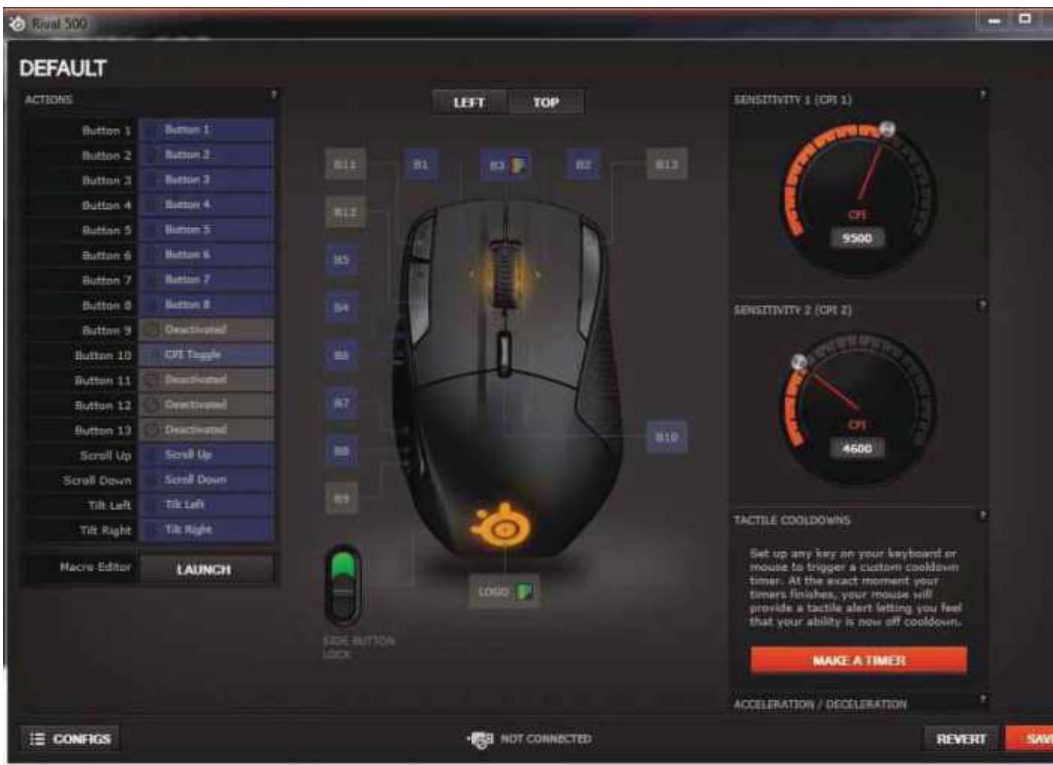 Rival 500
DEFAULT
ACTIONS ?
Button 1 Button 1
Button 2 Button 2
Button 3 Button 3
Button 4 Button 4
Button 5 Button 5
Button 6 Button 6
Button 7 Button 7
Button 8 Button 8
Button 9 Deactivated
Button 10 CPI Toggle
Button 11 Deactivated
Button 12 Deactivated
Button 13 Deactivated
Scroll Up Scroll Up
Scroll Down Scroll Down
Tilt Left Tilt Left
Tilt Right Tilt Right
Macro Editor LAUNCH
LEFT TOP
B11 B1 B3 B2 B13
B12
B5
B4
B6
B7
B8
B10
B9
LOGO
SIDE BUTTON
LOCK
SENSITIVITY 1 (CPI 1) ?
CPI
9500
SENSITIVITY 2 (CPI 2) ?
CPI
4600
TACTILE COOLDOWNS ?
Set up any key on your keyboard or
mouse to trigger a custom cooldown
timer. At the exact moment your
timers finishes, your mouse will
provide a tactile alert letting you feel
that your ability is now off cooldown.
MAKE A TIMER
ACCELERATION / DECELERATION ?
CONFIGS
NOT CONNECTED
REVERT
SAVE